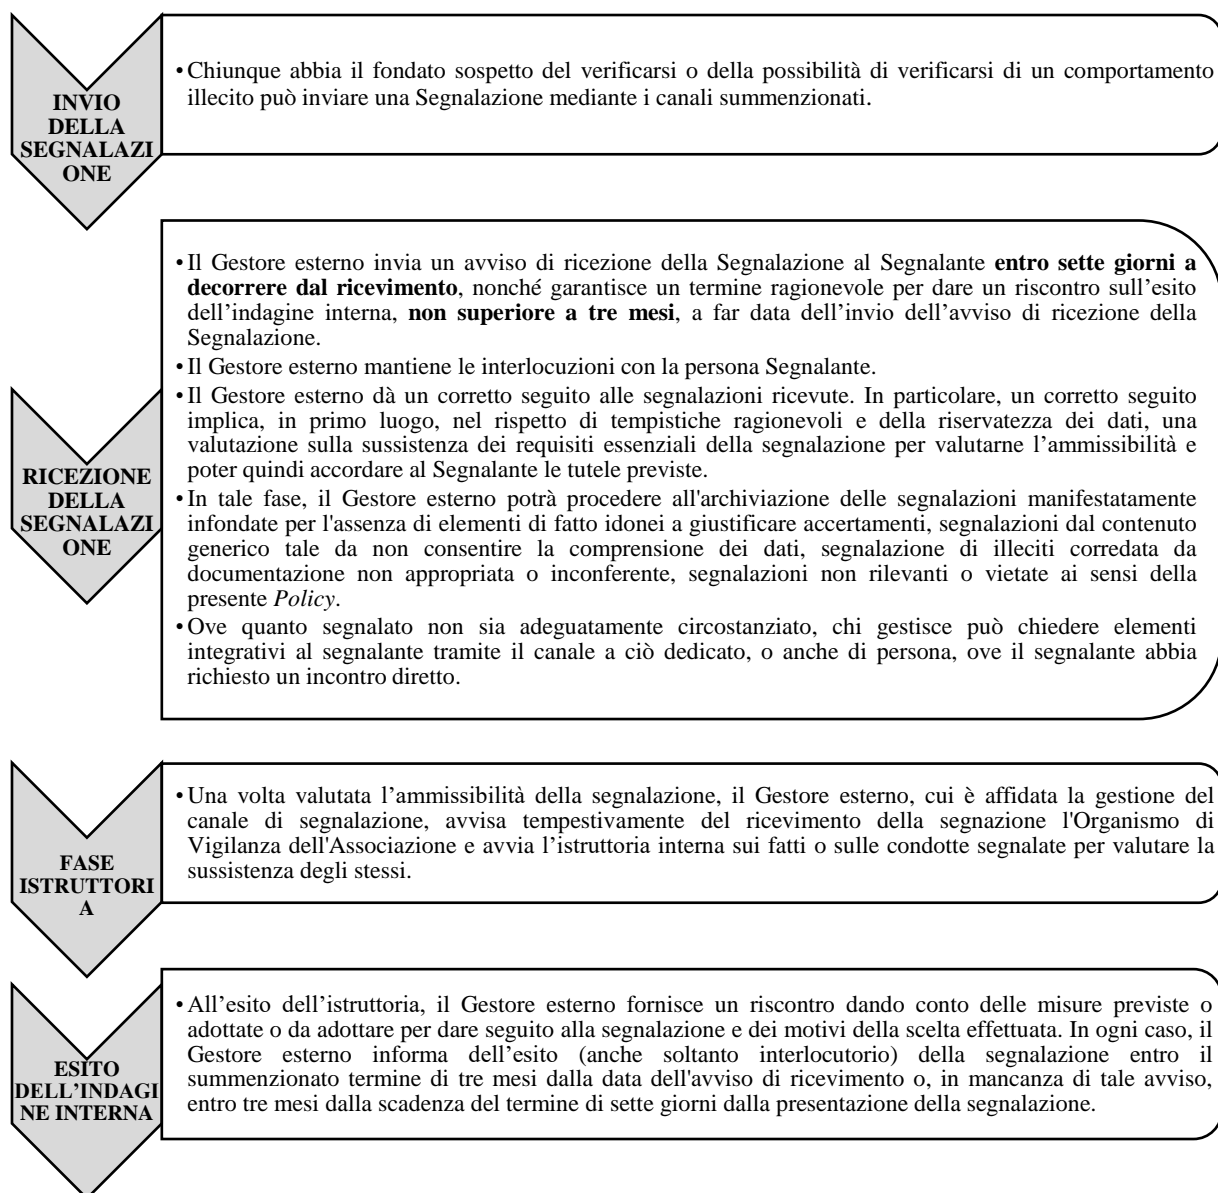 INVIO
DELLA
SEGNALAZI
ONE
•Chiunque abbia il fondato sospetto del verificarsi o della possibilità di verificarsi di un comportamento
illecito può inviare una Segnalazione mediante i canali summenzionati.
RICEZIONE
DELLA
SEGNALAZI
ONE
•Il Gestore esterno invia un avviso di ricezione della Segnalazione al Segnalante entro sette giorni a
decorrere dal ricevimento, nonché garantisce un termine ragionevole per dare un riscontro sull’esito
dell’indagine interna, non superiore a tre mesi, a far data dell’invio dell’avviso di ricezione della
Segnalazione.
•Il Gestore esterno mantiene le interlocuzioni con la persona Segnalante.
•Il Gestore esterno dà un corretto seguito alle segnalazioni ricevute. In particolare, un corretto seguito
implica, in primo luogo, nel rispetto di tempistiche ragionevoli e della riservatezza dei dati, una
valutazione sulla sussistenza dei requisiti essenziali della segnalazione per valutarne l’ammissibilità e
poter quindi accordare al Segnalante le tutele previste.
•In tale fase, il Gestore esterno potrà procedere all'archiviazione delle segnalazioni manifestatamente
infondate per l'assenza di elementi di fatto idonei a giustificare accertamenti, segnalazioni dal contenuto
generico tale da non consentire la comprensione dei dati, segnalazione di illeciti corredata da
documentazione non appropriata o inconferente, segnalazioni non rilevanti o vietate ai sensi della
presente Policy.
•Ove quanto segnalato non sia adeguatamente circostanziato, chi gestisce può chiedere elementi
integrativi al segnalante tramite il canale a ciò dedicato, o anche di persona, ove il segnalante abbia
richiesto un incontro diretto.
FASE
ISTRUTTORI
A
•Una volta valutata l’ammissibilità della segnalazione, il Gestore esterno, cui è affidata la gestione del
canale di segnalazione, avvisa tempestivamente del ricevimento della segnazione l'Organismo di
Vigilanza dell'Associazione e avvia l’istruttoria interna sui fatti o sulle condotte segnalate per valutare la
sussistenza degli stessi.
ESITO
DELL’INDAGI
NE INTERNA
•All’esito dell’istruttoria, il Gestore esterno fornisce un riscontro dando conto delle misure previste o
adottate o da adottare per dare seguito alla segnalazione e dei motivi della scelta effettuata. In ogni caso, il
Gestore esterno informa dell’esito (anche soltanto interlocutorio) della segnalazione entro il
summenzionato termine di tre mesi dalla data dell'avviso di ricevimento o, in mancanza di tale avviso,
entro tre mesi dalla scadenza del termine di sette giorni dalla presentazione della segnalazione.